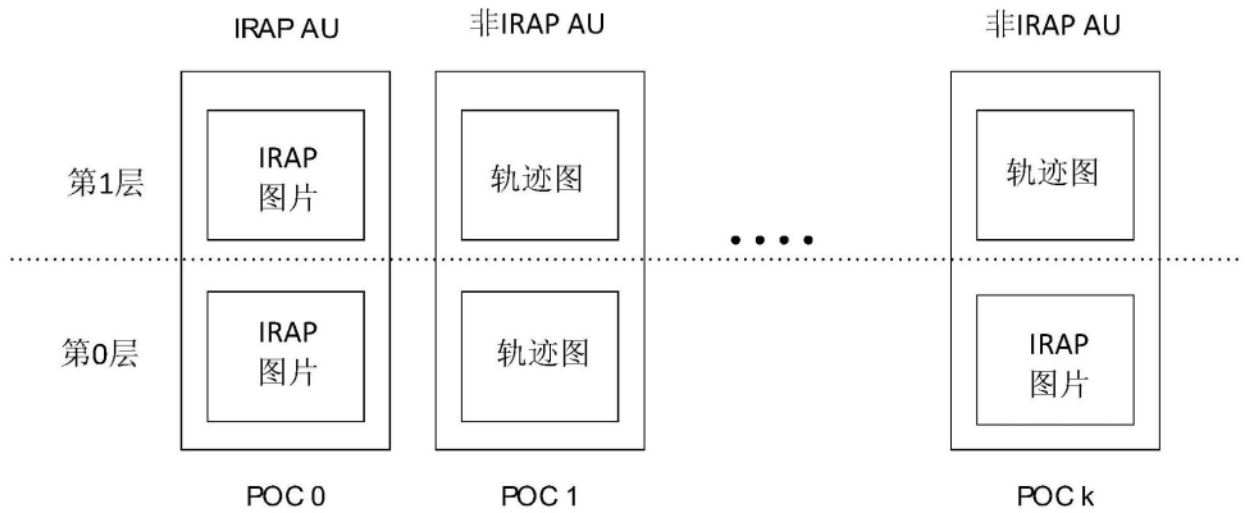 IRAP AU
非IRAP AU
非IRAP AU
第1层
IRAP
图片
轨迹图
轨迹图
第0层
IRAP
图片
轨迹图
IRAP
图片
POC 0
POC 1
POC k